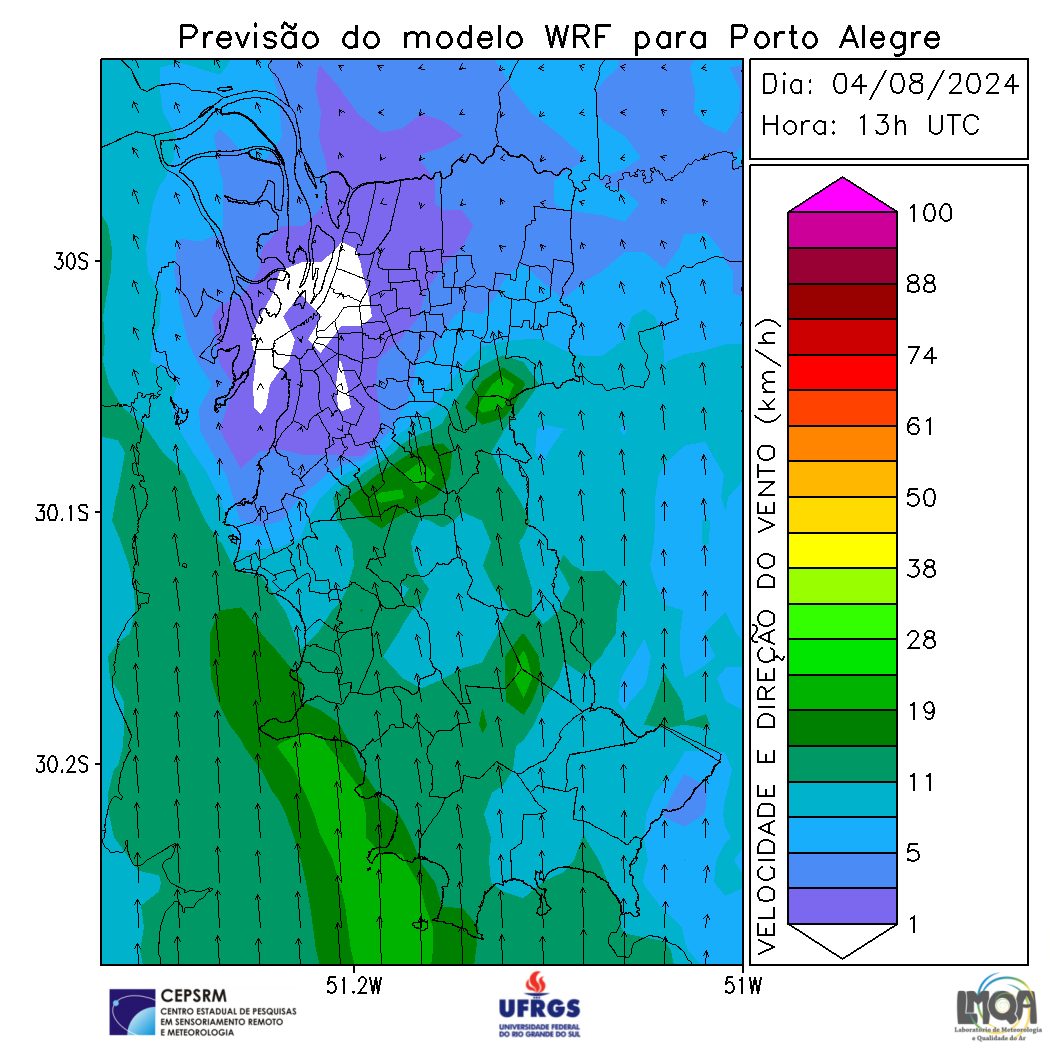 Previsão do modelo WRF para Porto Alegre
Dia: 04/08/2024
Hora: 13h UTC
30S
30.1S
30.2S
51.2W
51W
VELOCIDADE E DIREÇÃO DO VENTO (km/h)
100
88
74
61
50
38
28
19
11
5
1
CEPSRM
CENTRO ESTADUAL DE PESQUISAS
EM SENSORIAMENTO REMOTO
E METEOROLOGIA
UFRGS
UNIVERSIDADE FEDERAL
DO RIO GRANDE DO SUL
LMQA
Laboratório de Meteorologia
e Qualidade do Ar